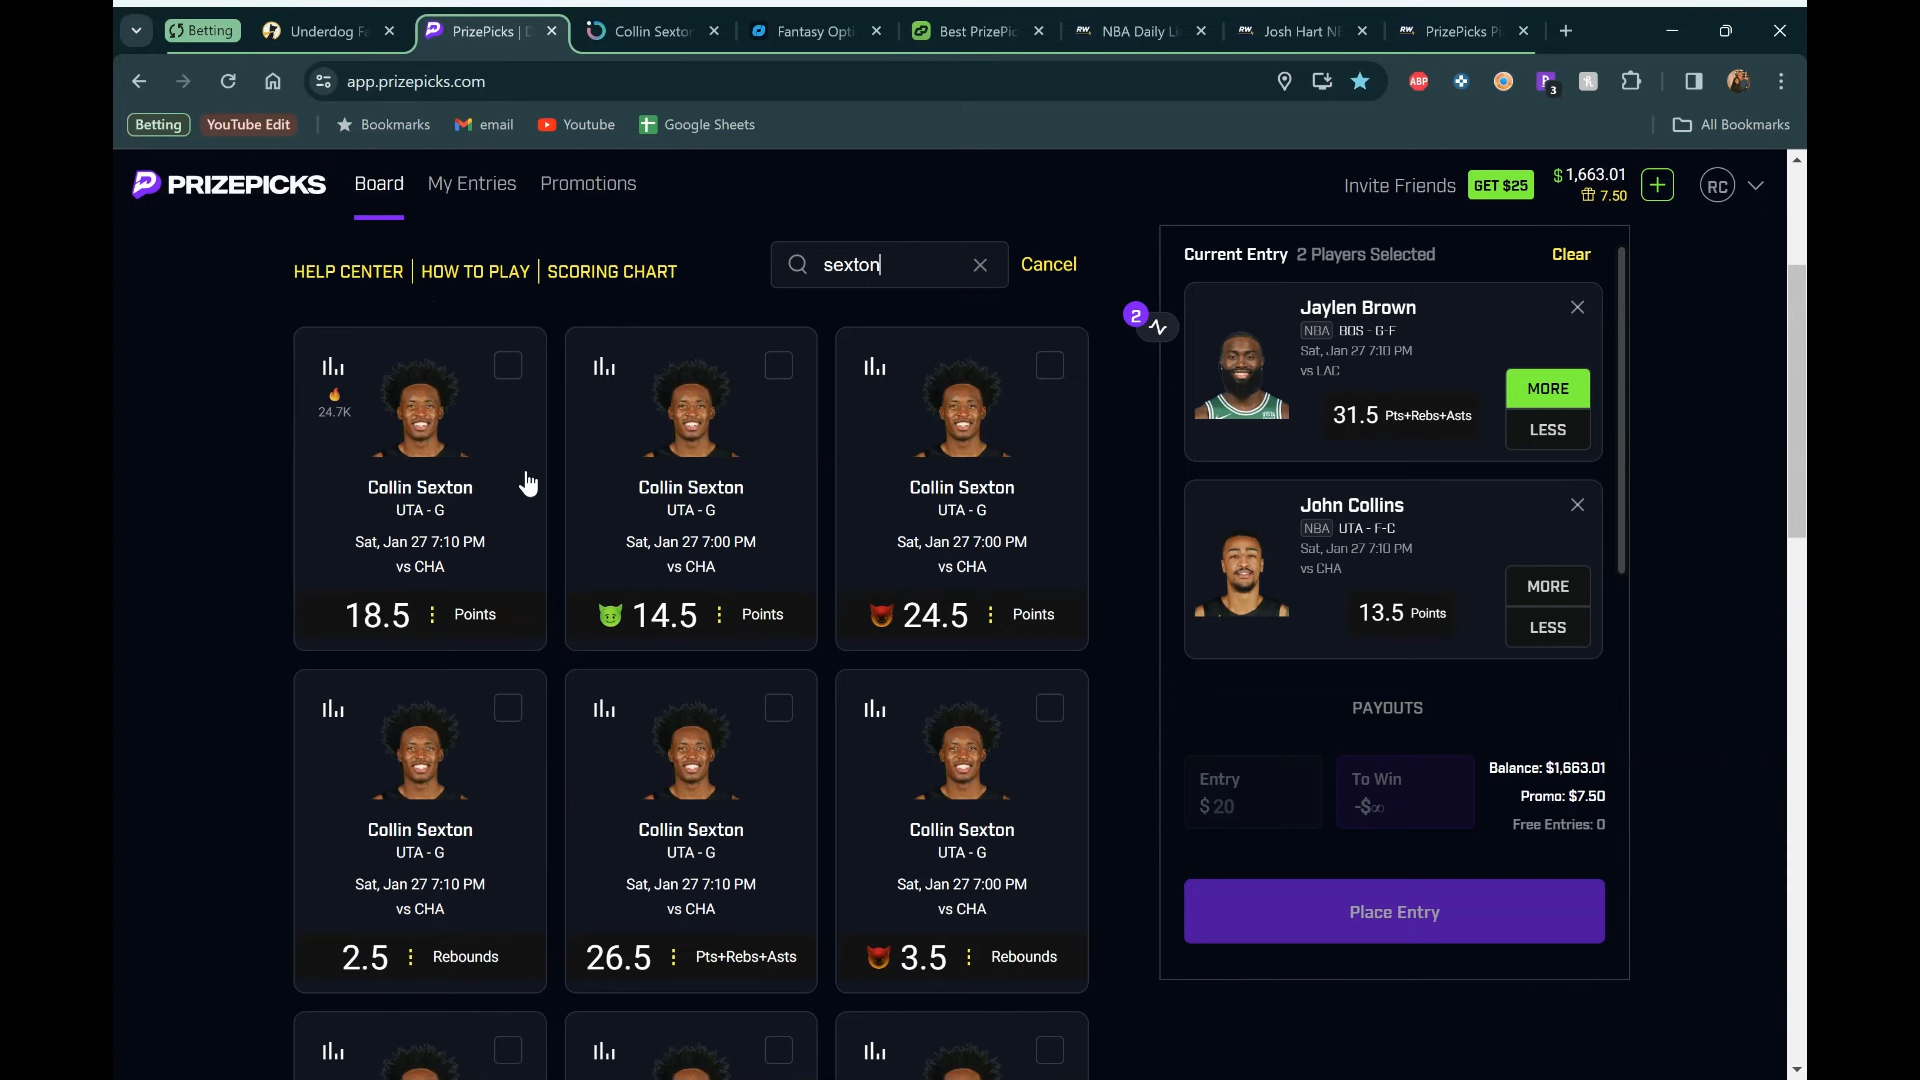 Betting
Underdog Fa
PrizePicks | D
Collin Sexton
Fantasy Opti
Best PrizePic
RW NBA Daily Li
RW Josh Hart NB
RW PrizePicks Pi
app.prizepicks.com
ABP
3
Betting
YouTube Edit
Bookmarks
email
Youtube
Google Sheets
All Bookmarks
PRIZEPICKS
Board
My Entries
Promotions
Invite Friends
GET $25
$ 1,663.01
7.50
RC
HELP CENTER
HOW TO PLAY
SCORING CHART
sexton
Cancel
24.7K
Collin Sexton
UTA - G
Sat, Jan 27 7:10 PM
vs CHA
18.5 Points
Collin Sexton
UTA - G
Sat, Jan 27 7:00 PM
vs CHA
14.5 Points
Collin Sexton
UTA - G
Sat, Jan 27 7:00 PM
vs CHA
24.5 Points
Collin Sexton
UTA - G
Sat, Jan 27 7:10 PM
vs CHA
2.5 Rebounds
Collin Sexton
UTA - G
Sat, Jan 27 7:10 PM
vs CHA
26.5 Pts+Rebs+Asts
Collin Sexton
UTA - G
Sat, Jan 27 7:00 PM
vs CHA
3.5 Rebounds
Current Entry 2 Players Selected
Clear
2
Jaylen Brown
NBA BOS - G-F
Sat, Jan 27 7:10 PM
vs LAC
31.5 Pts+Rebs+Asts
MORE
LESS
John Collins
NBA UTA - F-C
Sat, Jan 27 7:10 PM
vs CHA
13.5 Points
MORE
LESS
PAYOUTS
Entry
$ 20
To Win
-$∞
Balance: $1,663.01
Promo: $7.50
Free Entries: 0
Place Entry